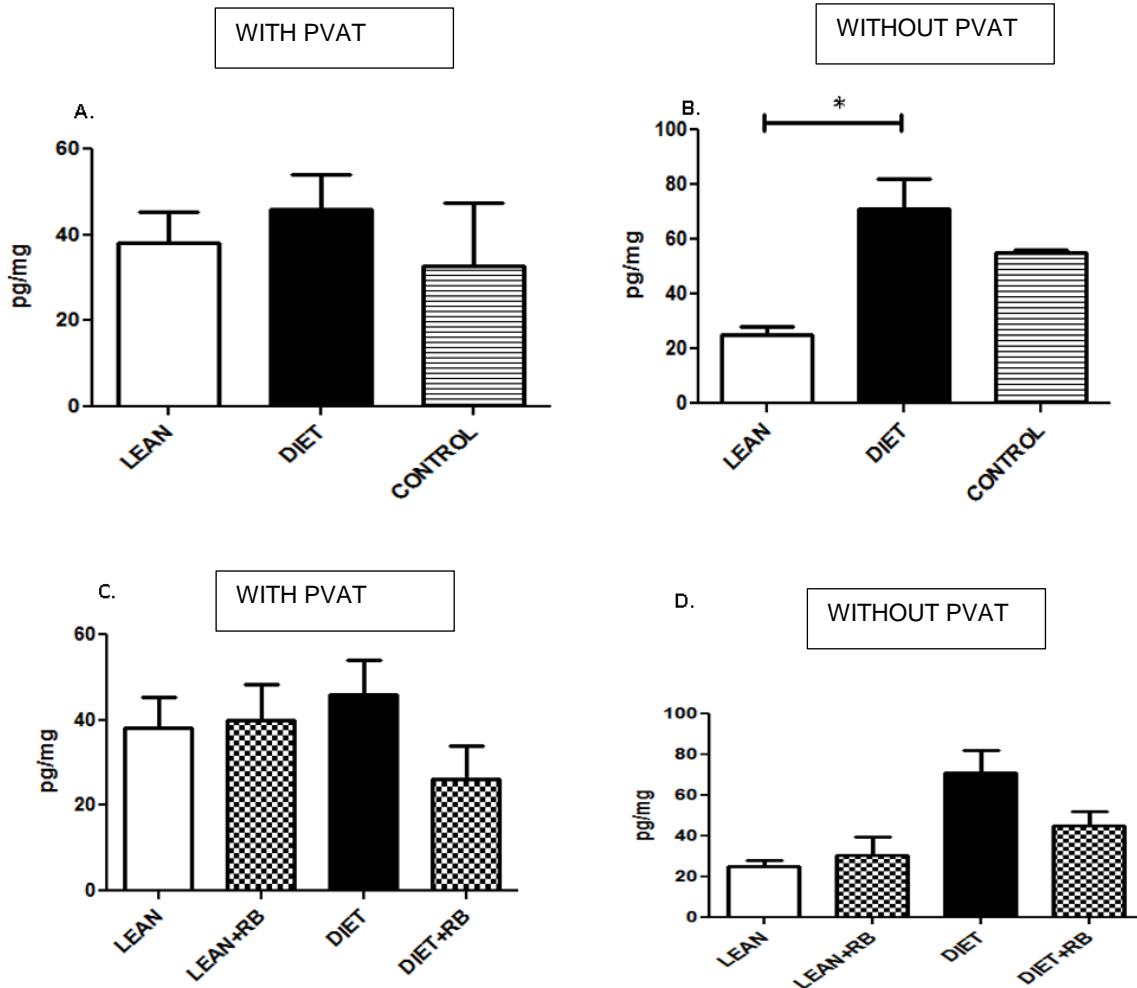 WITH PVAT
WITHOUT PVAT
A.
60
40
20
0
pg/mg
LEAN
DIET
CONTROL
B.
*
100
80
60
40
20
0
pg/mg
LEAN
DIET
CONTROL
C.
WITH PVAT
60
40
20
0
pg/mg
LEAN
LEAN+RB
DIET
DIET+RB
D.
WITHOUT PVAT
100
80
60
40
20
0
pg/mg
LEAN
LEAN+RB
DIET
DIET+RB